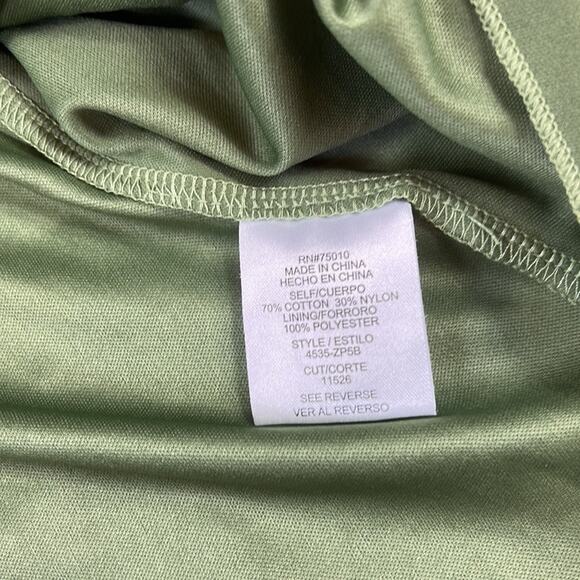 RN#75010
MADE IN CHINA
HECHO EN CHINA
SELF/CUERPO
70% COTTON 30% NYLON
LINING/FORRORO
100% POLYESTER
STYLE / ESTILO
4535-ZP5B
CUT/CORTE
11526
SEE REVERSE
VER AL REVERSO